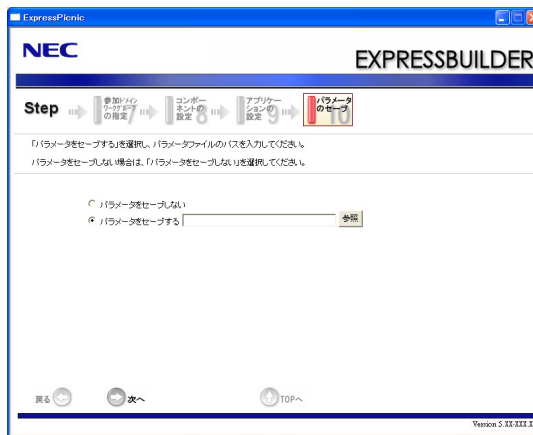 ExpressPicnic
NEC
EXPRESSBUILDER
Step
参加ドメイン
ワークグループ
の指定 7
コンポー
ネントの
設定 8
アプリケー
ションの
設定 9
パラメータ
のセーブ
10
「パラメータをセーブする」を選択し、パラメータファイルのパスを入力してください。
パラメータをセーブしない場合は、「パラメータをセーブしない」を選択してください。
パラメータをセーブしない
パラメータをセーブする 参照
戻る 次へ TOPへ
Version 5.XX-XXX.X